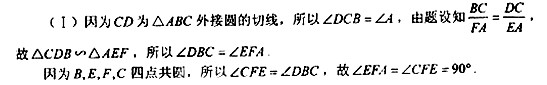 （Ⅰ）因为CD为△ABC外接圆的切线，所以∠DCB=∠A，由题设知BC/FA=DC/EA，
故△CDB∽△AEF，所以∠DBC=∠EFA.
因为B,E,F,C四点共圆，所以∠CFE=∠DBC，故∠EFA=∠CFE=90°.